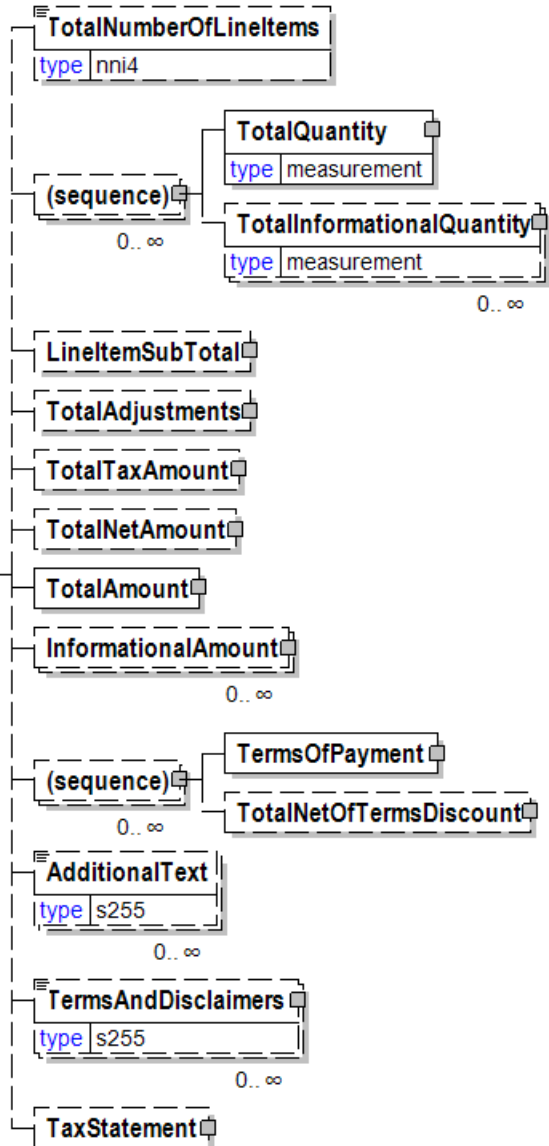 TotalNumberOfLineItems
type nni4
TotalQuantity
type measurement
(sequence)
0.. ∞
TotalInformationalQuantity
type measurement
0.. ∞
LineItemSubTotal
TotalAdjustments
TotalTaxAmount
TotalNetAmount
TotalAmount
InformationalAmount
0.. ∞
TermsOfPayment
(sequence)
0.. ∞
TotalNetOfTermsDiscount
AdditionalText
type s255
0.. ∞
TermsAndDisclaimers
type s255
0.. ∞
TaxStatement